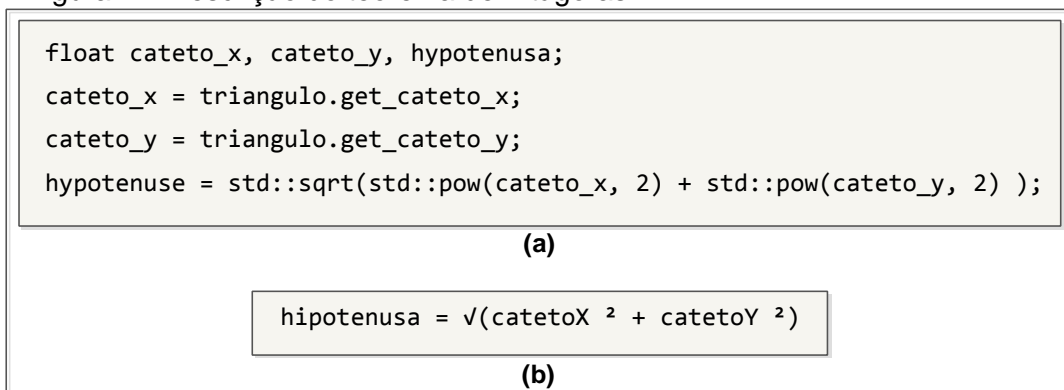 float cateto_x, cateto_y, hypotenusa;
cateto_x = triangulo.get_cateto_x;
cateto_y = triangulo.get_cateto_y;
hypotenuse = std::sqrt(std::pow(cateto_x, 2) + std::pow(cateto_y, 2) );
(a)
hipotenusa = √(catetoX ² + catetoY ²)
(b)